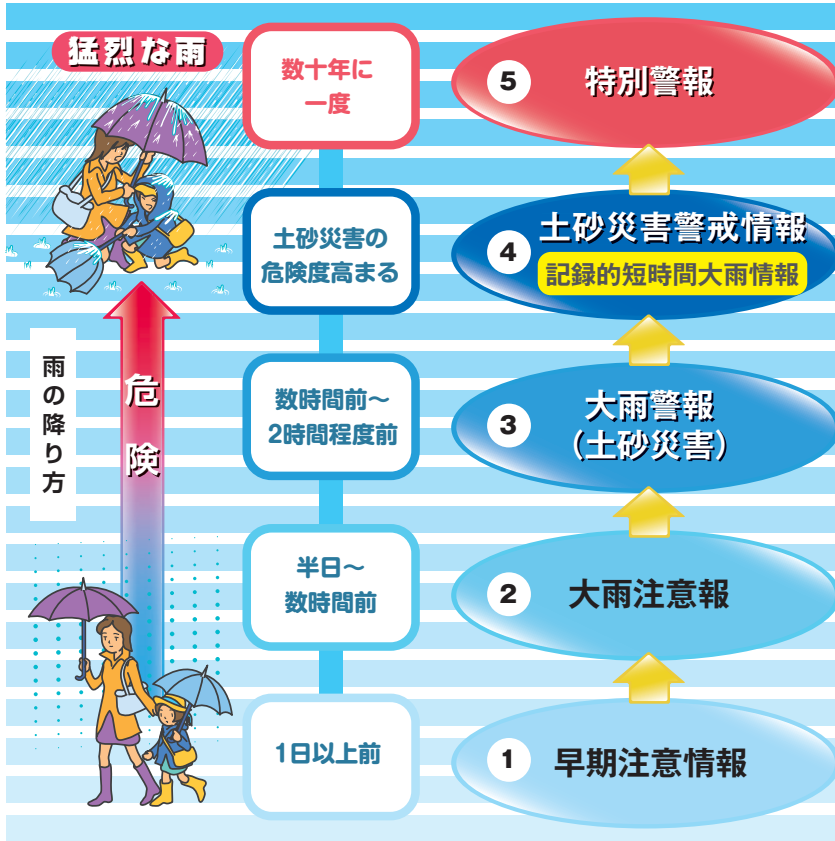 猛烈な雨
数十年に
一度
5 特別警報
土砂災害の
危険度高まる
4 土砂災害警戒情報
記録的短時間大雨情報
雨の降り方
危険
数時間前～
2時間程度前
3 大雨警報
（土砂災害）
半日～
数時間前
2 大雨注意報
1日以上前
1 早期注意情報